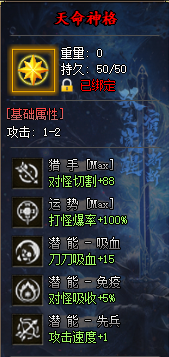 天命神格
重量: 0
持久: 50/50
已绑定
[基础属性]
攻击: 1-2
猎 手 [Max]
对怪切割+88
运 势 [Max]
打怪爆率+100%
潜 能 - 吸血
刀刀吸血+15
潜 能 - 免疫
对怪吸收+5%
潜 能 - 先兵
攻击速度+1